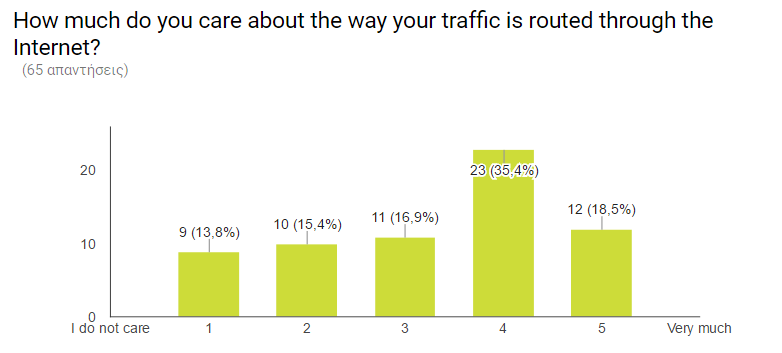 How much do you care about the way your traffic is routed through the
Internet?
(65 απαντήσεις)
20
10
0
9 (13,8%)
10 (15,4%)
11 (16,9%)
23 (35,4%)
12 (18,5%)
I do not care
1
2
3
4
5
Very much